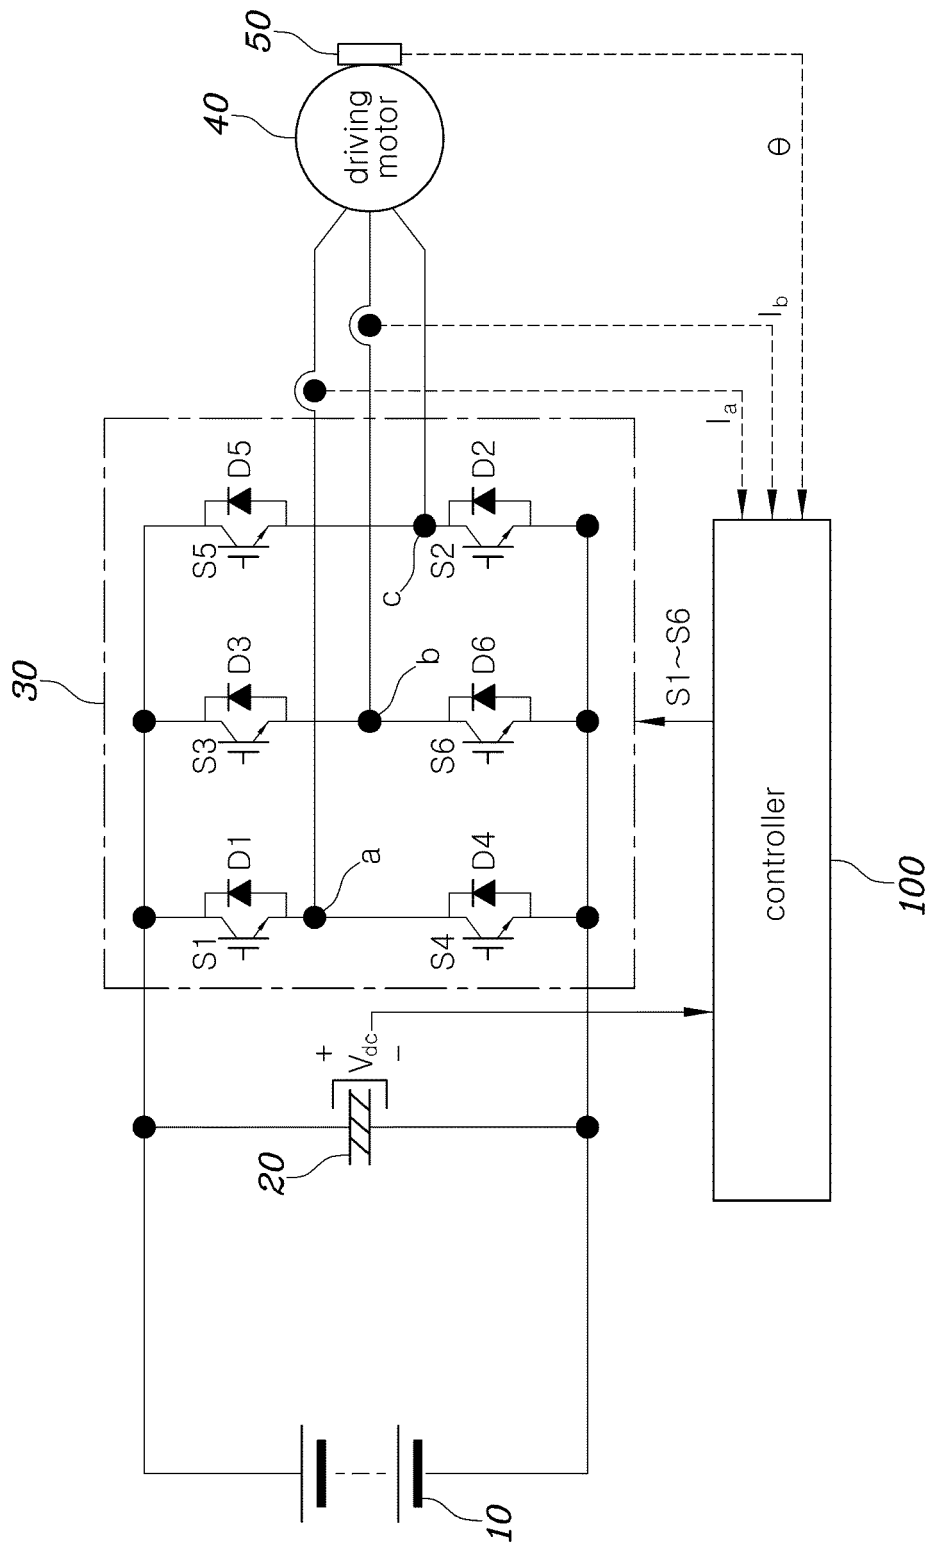 30
40
50
S1
D1
S3
D3
S5
D5
a
b
c
S4
D4
S6
D6
S2
D2
driving
motor
20
+
Vdc
−
10
S1~S6
Ia
Ib
θ
controller
100